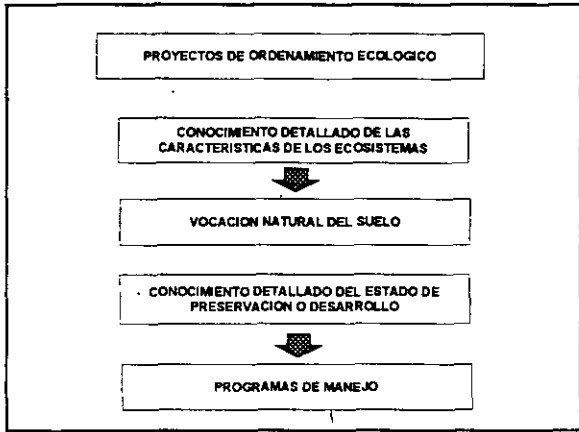 PROYECTOS DE ORDENAMIENTO ECOLOGICO
CONOCIMIENTO DETALLADO DE LAS
CARACTERISTICAS DE LOS ECOSISTEMAS
VOCACION NATURAL DEL SUELO
CONOCIMIENTO DETALLADO DEL ESTADO DE
PRESERVACION O DESARROLLO
PROGRAMAS DE MANEJO